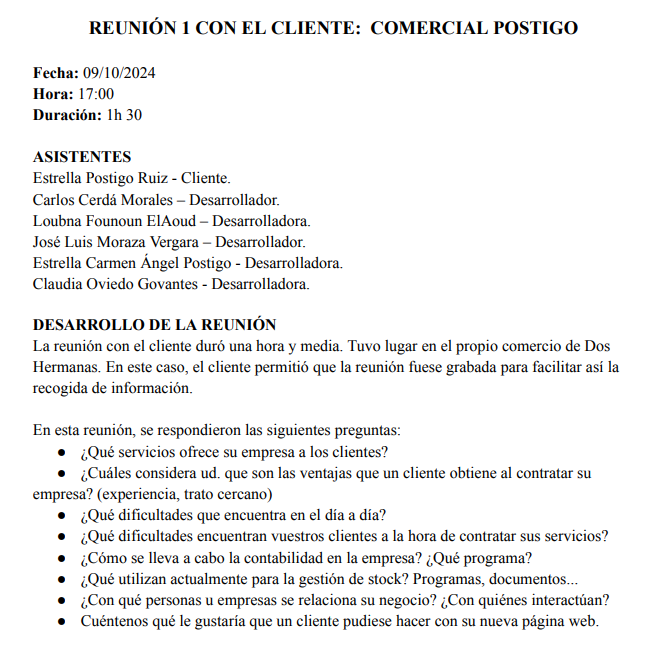 REUNIÓN 1 CON EL CLIENTE: COMERCIAL POSTIGO
Fecha: 09/10/2024
Hora: 17:00
Duración: 1h 30
ASISTENTES
Estrella Postigo Ruiz - Cliente.
Carlos Cerdá Morales – Desarrollador.
Loubna Founoun ElAoud – Desarrolladora.
José Luis Moraza Vergara – Desarrollador.
Estrella Carmen Ángel Postigo - Desarrolladora.
Claudia Oviedo Govantes - Desarrolladora.
DESARROLLO DE LA REUNIÓN
La reunión con el cliente duró una hora y media. Tuvo lugar en el propio comercio de Dos
Hermanas. En este caso, el cliente permitió que la reunión fuese grabada para facilitar así la
recogida de información.
En esta reunión, se respondieron las siguientes preguntas:
● ¿Qué servicios ofrece su empresa a los clientes?
● ¿Cuáles considera ud. que son las ventajas que un cliente obtiene al contratar su
empresa? (experiencia, trato cercano)
● ¿Qué dificultades que encuentra en el día a día?
● ¿Qué dificultades encuentran vuestros clientes a la hora de contratar sus servicios?
● ¿Cómo se lleva a cabo la contabilidad en la empresa? ¿Qué programa?
● ¿Qué utilizan actualmente para la gestión de stock? Programas, documentos...
● ¿Con qué personas u empresas se relaciona su negocio? ¿Con quiénes interactúan?
● Cuéntenos qué le gustaría que un cliente pudiese hacer con su nueva página web.